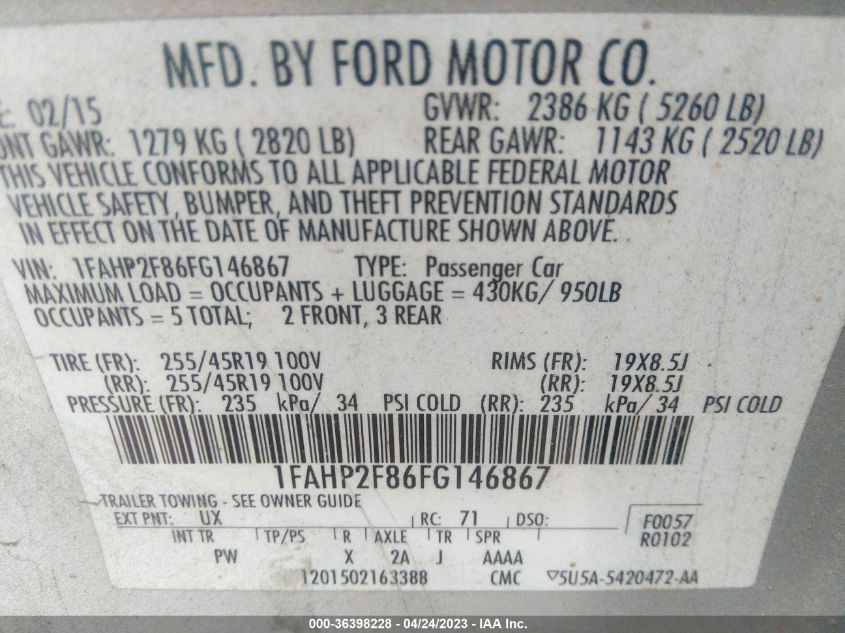 MFD. BY FORD MOTOR CO.
02/15 GVWR: 2386 KG ( 5260 LB)
GAWR: 1279 KG ( 2820 LB) REAR GAWR: 1143 KG ( 2520 LB)
THIS VEHICLE CONFORMS TO ALL APPLICABLE FEDERAL MOTOR
VEHICLE SAFETY, BUMPER, AND THEFT PREVENTION STANDARDS
IN EFFECT ON THE DATE OF MANUFACTURE SHOWN ABOVE.
VIN: 1FAHP2F86FG146867 TYPE: Passenger Car
MAXIMUM LOAD = OCCUPANTS + LUGGAGE = 430KG/ 950LB
OCCUPANTS = 5 TOTAL; 2 FRONT, 3 REAR
TIRE (FR): 255/45R19 100V RIMS (FR): 19X8.5J
(RR): 255/45R19 100V (RR): 19X8.5J
PRESSURE (FR): 235 kPa/ 34 PSI COLD (RR): 235 kPa/ 34 PSI COLD
1FAHP2F86FG146867
TRAILER TOWING - SEE OWNER GUIDE
EXT PNT: UX RC: 71 DSO: F0057
INT TR TP/PS R AXLE TR SPR R0102
PW X 2A J AAAA
1201502163388 CMC ▽5U5A-5420472-AA
000-36398228 - 04/24/2023 - IAA Inc.